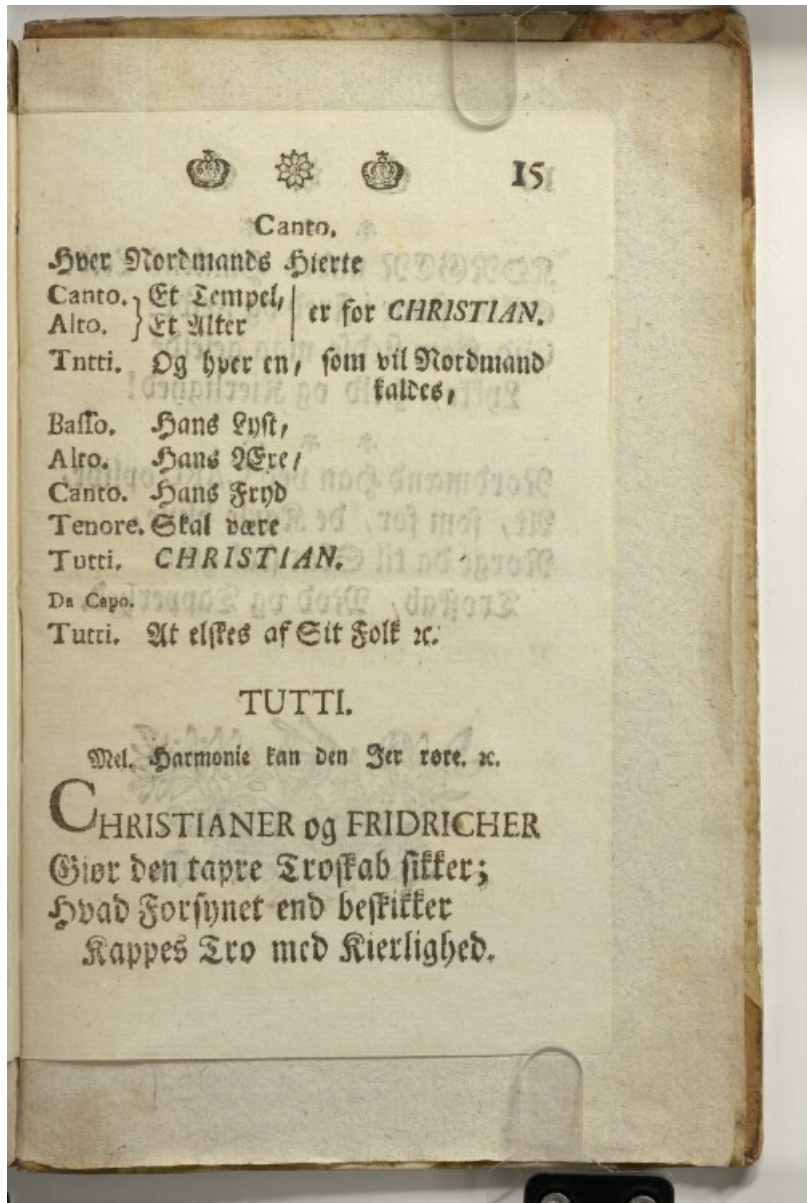 15
Canto.
Hver Nordmands Hierte
Canto. } Et Tempel, | er for CHRISTIAN.
Alto. } Et Alter
Tntti. Og hver en, som vil Nordmand
kaldes,
Basso. Hans Lyst,
Alto. Hans Ære,
Canto. Hans Fryd
Tenore. Skal være
Tutti. CHRISTIAN.
Da Capo.
Tutti. At elskes af Sit Folk ꝛc.
TUTTI.
Mel. Harmonie kan den Jer røre. ꝛc.
CHRISTIANER og FRIDRICHER
Giør den tapre Troskab sikker;
Hvad Forsynet end beskikker
Kappes Tro med Kierlighed.